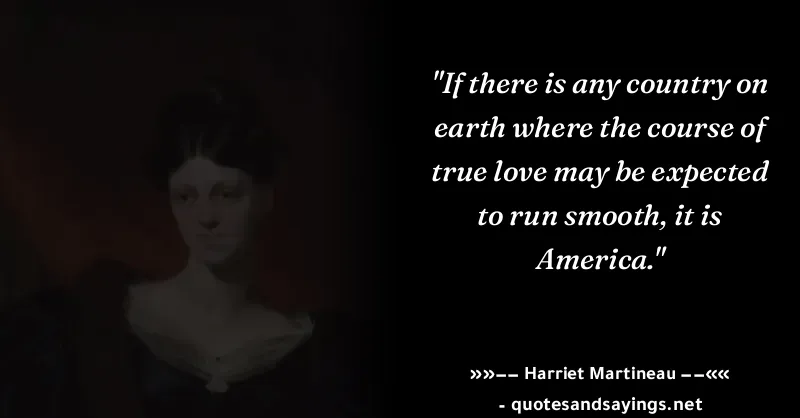 "If there is any country on
earth where the course of
true love may be expected
to run smooth, it is
America."
»»–– Harriet Martineau ––««
- quotesandsayings.net